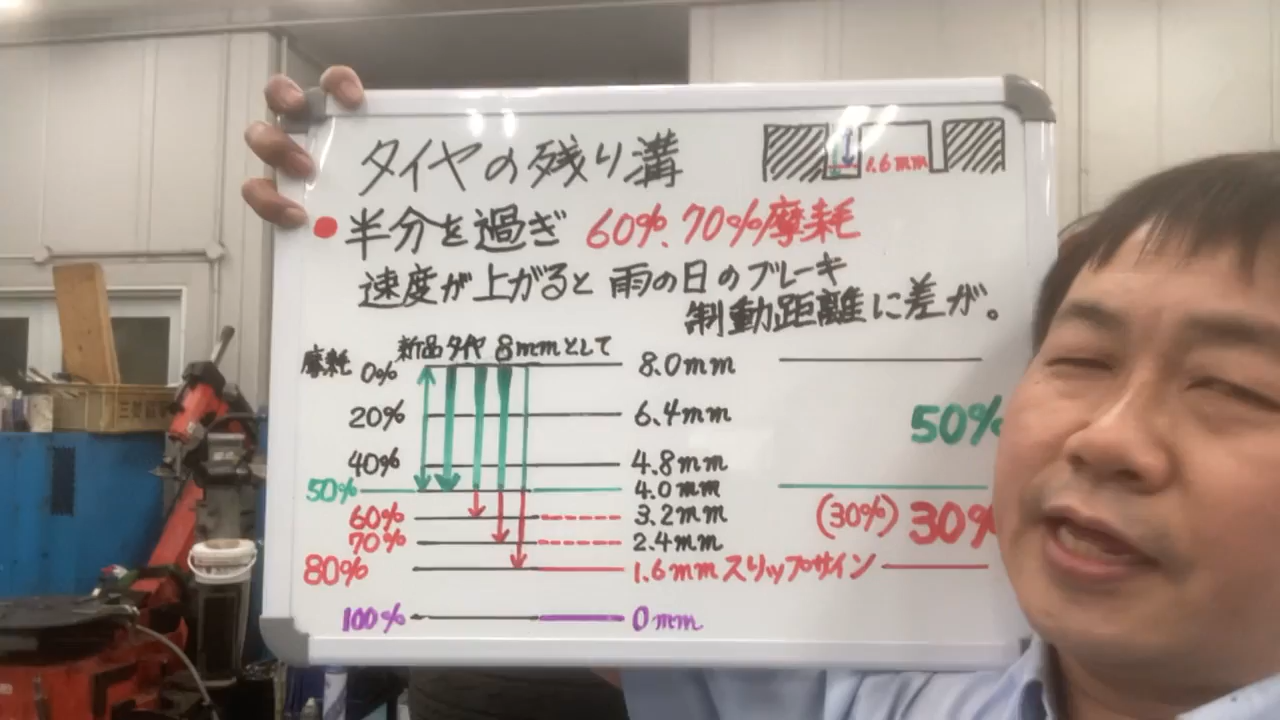 タイヤの残り溝
1.6mm
●半分を過ぎ 60%、70%摩耗
速度が上がると 雨の日のブレーキ
制動距離に差が。
新品タイヤ 8mmとして
摩耗 0% 8.0mm
20% 6.4mm
50%
40% 4.8mm
50% 4.0mm
60% 3.2mm
(30%) 30%
70% 2.4mm
80% 1.6mm スリップサイン
100% 0mm